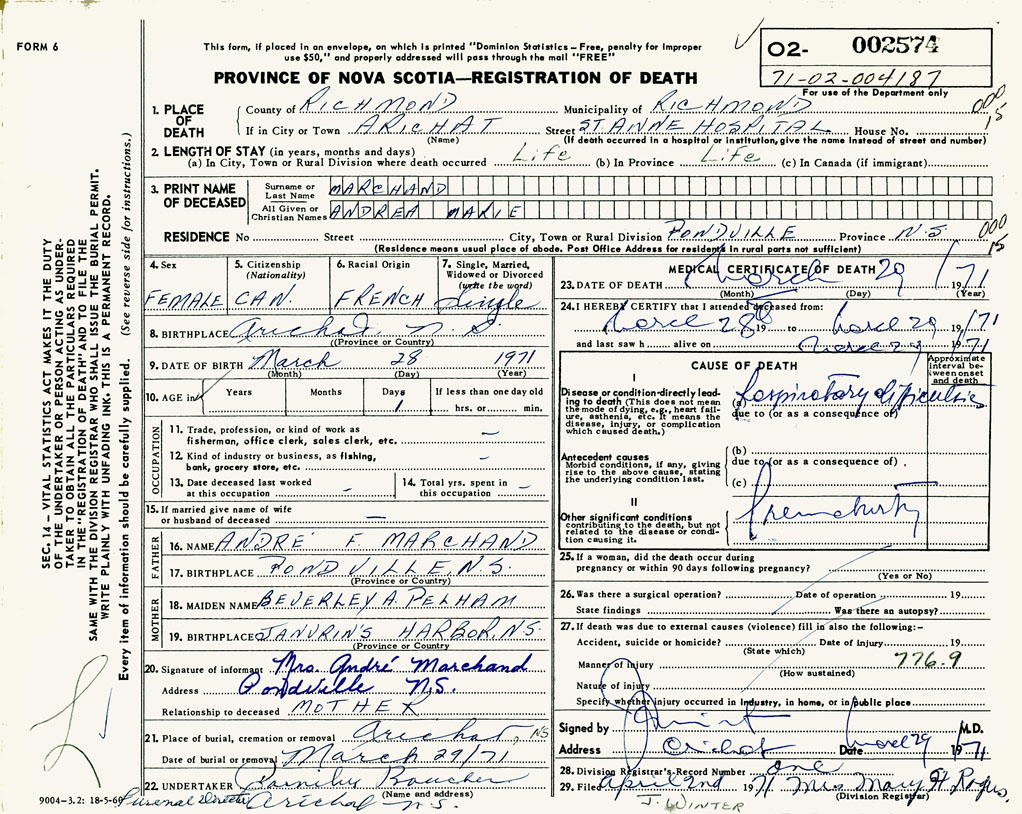 FORM 6
This form, if placed in an envelope, on which is printed "Dominion Statistics – Free, penalty for improper
use $50," and properly addressed will pass through the mail "FREE"
PROVINCE OF NOVA SCOTIA—REGISTRATION OF DEATH
02- 002574
71-02-004187
For use of the Department only
1. PLACE OF DEATH
County of RICHMOND Municipality of RICHMOND 000
If in City or Town ARICHAT Street ST ANNE HOSPITAL House No. 15
(Name) (If death occurred in a hospital or institution, give the name instead of street and number)
2. LENGTH OF STAY (in years, months and days)
(a) In City, Town or Rural Division where death occurred Life (b) In Province Life (c) In Canada (if immigrant)
3. PRINT NAME OF DECEASED
Surname or Last Name MARCHAND
All Given or Christian Names ANDREA MARIE
RESIDENCE No Street City, Town or Rural Division PONDVILLE Province N.S. 000
15
(Residence means usual place of abode. Post Office Address for residents in rural parts not sufficient)
4. Sex FEMALE
5. Citizenship (Nationality) CAN.
6. Racial Origin FRENCH
7. Single, Married, Widowed or Divorced (write the word) Single
8. BIRTHPLACE Arichat N.S.
(Province or Country)
9. DATE OF BIRTH March 28 1971
(Month) (Day) (Year)
10. AGE in Years Months Days 1 If less than one day old
hrs. or min.
OCCUPATION
11. Trade, profession, or kind of work as
fisherman, office clerk, sales clerk, etc. –
12. Kind of industry or business, as fishing,
bank, grocery store, etc. –
13. Date deceased last worked
at this occupation –
14. Total yrs. spent in
this occupation –
15. If married give name of wife
or husband of deceased —
FATHER
16. NAME ANDRÉ F. MARCHAND
17. BIRTHPLACE PONDVILLE N.S.
(Province or Country)
MOTHER
18. MAIDEN NAME BEVERLEY A. PELHAM
19. BIRTHPLACE JANVRIN'S HARBOR, NS
(Province or Country
20. Signature of informant Mrs. André Marchand
Address Pondville N.S.
Relationship to deceased MOTHER
21. Place of burial, cremation or removal Arichat, NS
Date of burial or removal March 29/71
22. UNDERTAKER Boucher
(Name and address)
9004–3.2: 18-5-60 Funeral Director Arichat N.S.
MEDICAL CERTIFICATE OF DEATH
23. DATE OF DEATH March 29 /71
(Month) (Day) (Year)
24. I HEREBY CERTIFY that I attended deceased from:
March 28th 19 to March 29 19/71
and last saw h alive on March 29 1971
CAUSE OF DEATH
Approximate interval between onset and death
I
Disease or condition directly leading to death (This does not mean the mode of dying, e.g., heart failure, asthenia, etc. It means the disease, injury, or complication which caused death.)
(a) Respiratory difficulties
due to (or as a consequence of)
Antecedent causes
Morbid conditions, if any, giving rise to the above cause, stating the underlying condition last.
(b)
due to (or as a consequence of)
(c)
II
Other significant conditions
contributing to the death, but not related to the disease or condition causing it.
Prematurity
25. If a woman, did the death occur during
pregnancy or within 90 days following pregnancy?
(Yes or No)
26. Was there a surgical operation? Date of operation 19
State findings Was there an autopsy?
27. If death was due to external causes (violence) fill in also the following:–
Accident, suicide or homicide? Date of injury 19
(State which)
Manner of injury 776.9
(How sustained)
Nature of injury
Specify whether injury occurred in industry, in home, or in public place
Signed by M.D.
Address Arichat Date March 29 1971
28. Division Registrar's Record Number one
29. Filed April 2nd 1971 Mrs Mary H
(Division Registrar)
J. WINTER
SEC. 14 – VITAL STATISTICS ACT MAKES IT THE DUTY
OF THE UNDERTAKER OR PERSON ACTING AS UNDER-
TAKER TO OBTAIN ALL THE PARTICULARS REQUIRED
IN THE "REGISTRATION OF DEATH" AND TO FILE THE
SAME WITH THE DIVISION REGISTRAR WHO SHALL ISSUE THE BURIAL PERMIT.
WRITE PLAINLY WITH UNFADING INK. THIS IS A PERMANENT RECORD.
Every item of information should be carefully supplied. (See reverse side for instructions.)